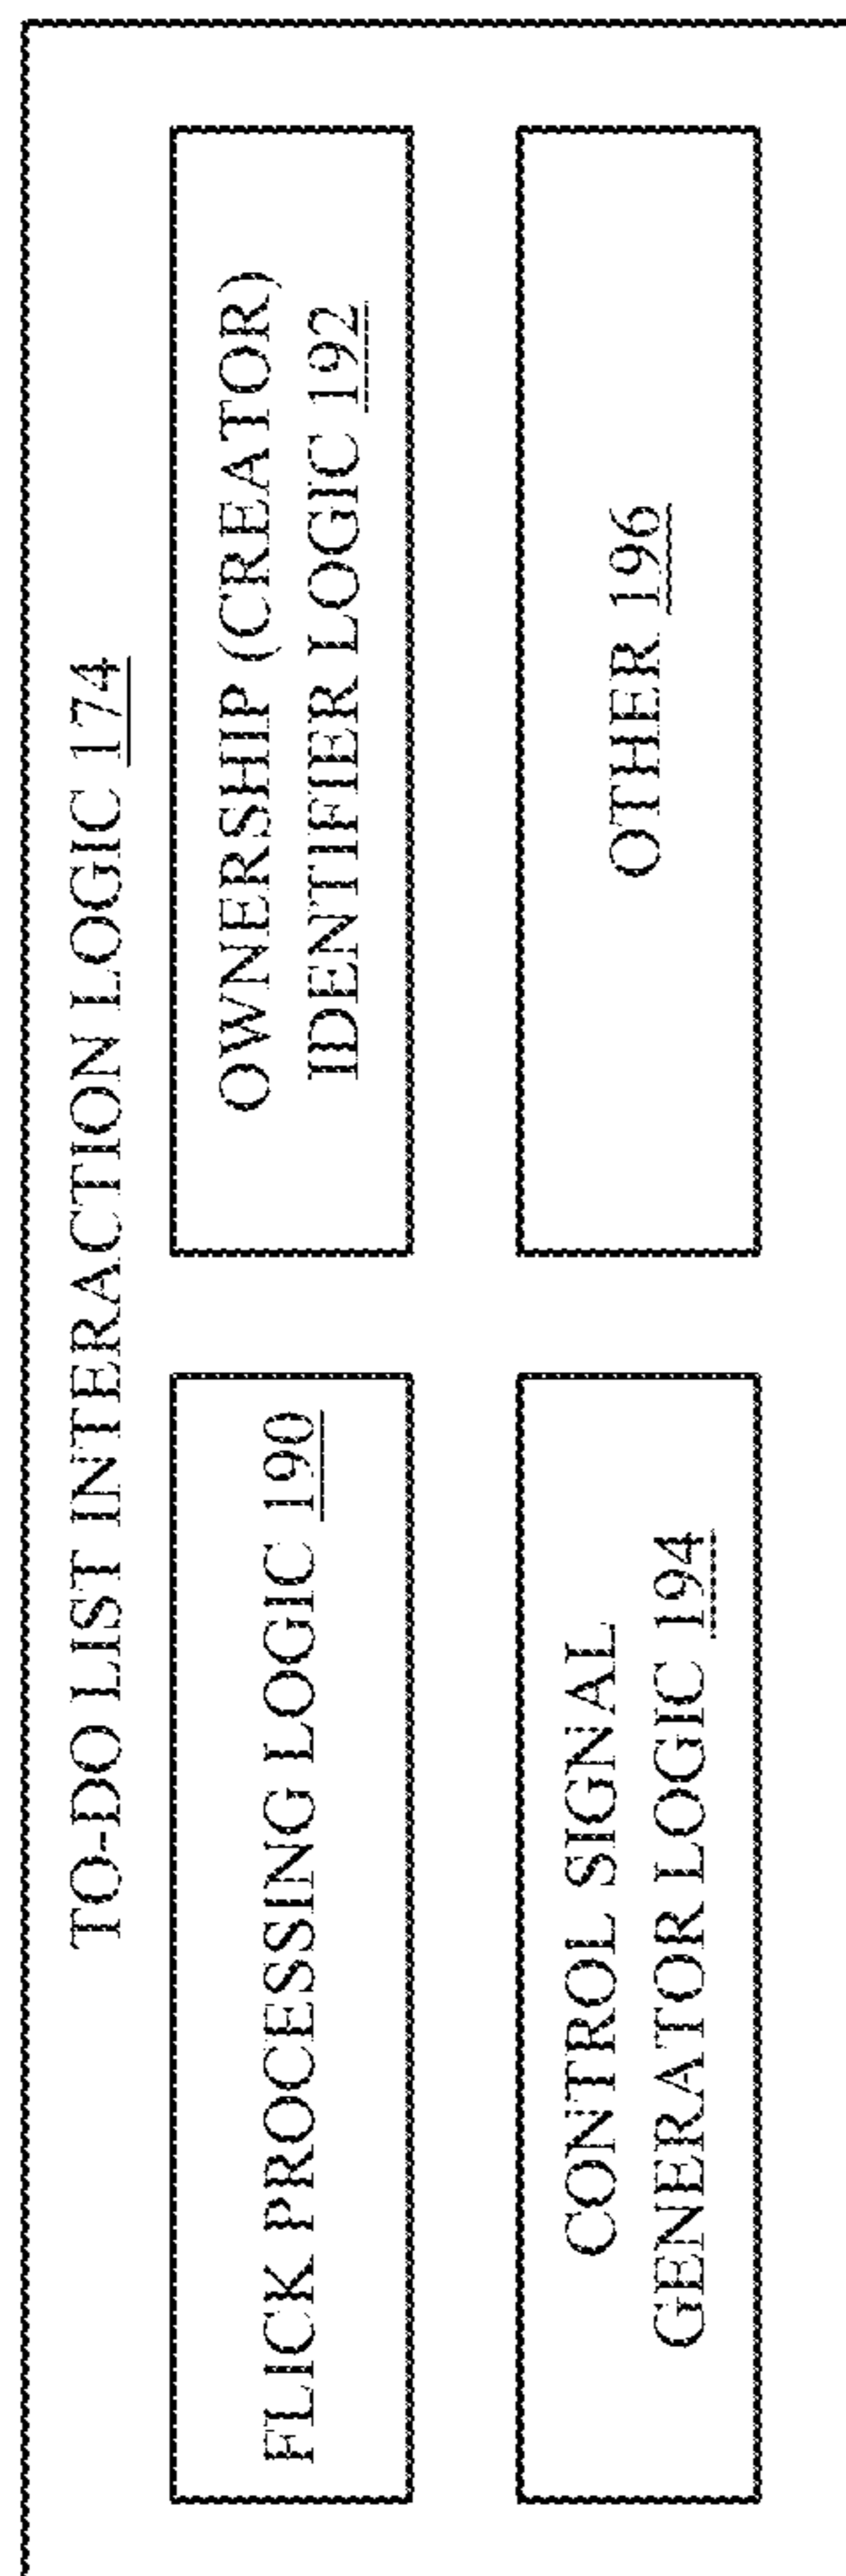 TO-DO LIST INTERACTION LOGIC 174
FLICK PROCESSING LOGIC 190
OWNERSHIP (CREATOR)
IDENTIFIER LOGIC 192
CONTROL SIGNAL
GENERATOR LOGIC 194
OTHER 196